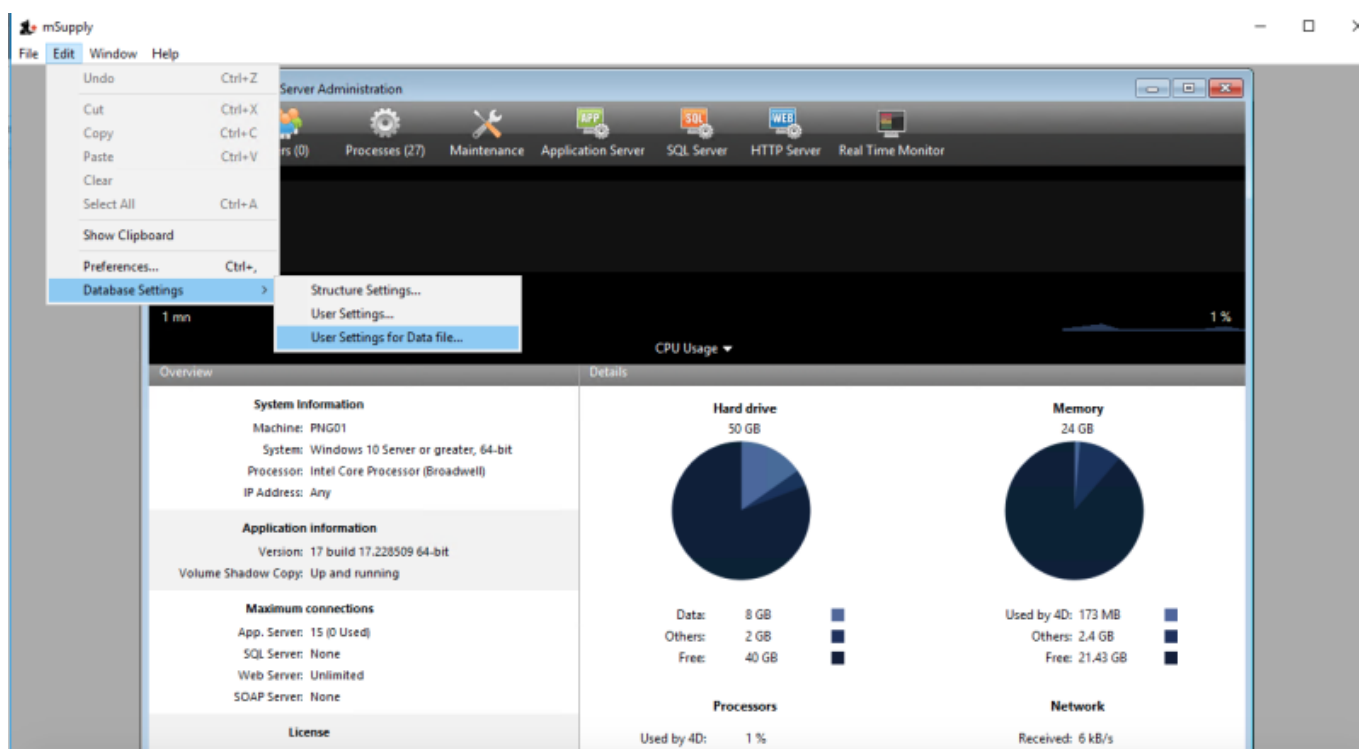 mSupply
File Edit Window Help
Undo Ctrl+Z
Cut Ctrl+X
Copy Ctrl+C
Paste Ctrl+V
Clear
Select All Ctrl+A
Show Clipboard
Preferences... Ctrl+,
Database Settings >
Structure Settings...
User Settings...
User Settings for Data file...
Server Administration
rs (0) Processes (27) Maintenance Application Server SQL Server HTTP Server Real Time Monitor
APP SQL WEB
1 mn 1 %
CPU Usage
Overview Details
System Information
Machine: PNG01
System: Windows 10 Server or greater, 64-bit
Processor: Intel Core Processor (Broadwell)
IP Address: Any
Application information
Version: 17 build 17.228509 64-bit
Volume Shadow Copy: Up and running
Maximum connections
App. Server: 15 (0 Used)
SQL Server: None
Web Server: Unlimited
SOAP Server: None
License
Hard drive
50 GB
Data: 8 GB
Others: 2 GB
Free: 40 GB
Processors
Used by 4D: 1 %
Memory
24 GB
Used by 4D: 173 MB
Others: 2.4 GB
Free: 21.43 GB
Network
Received: 6 kB/s